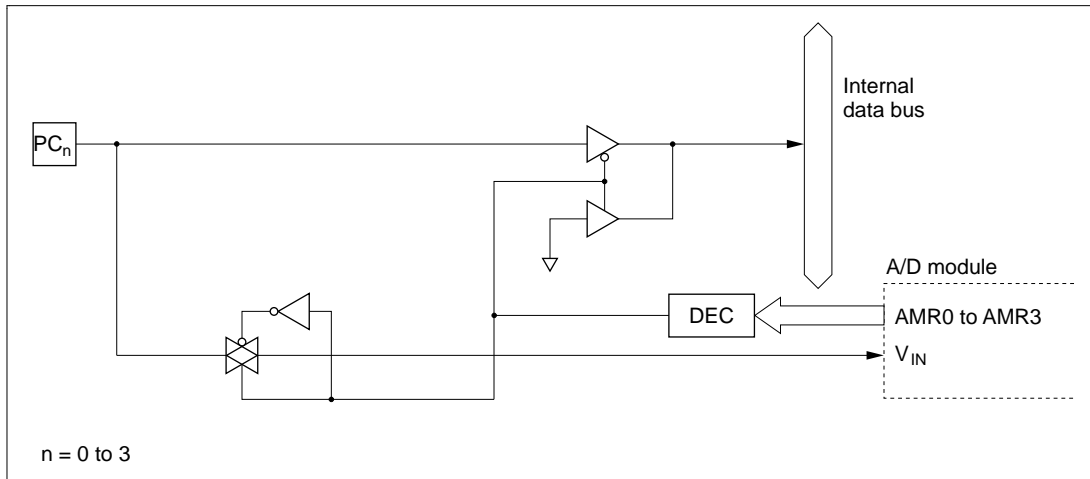 Internal
data bus
PCn
A/D module
DEC
AMR0 to AMR3
VIN
n = 0 to 3